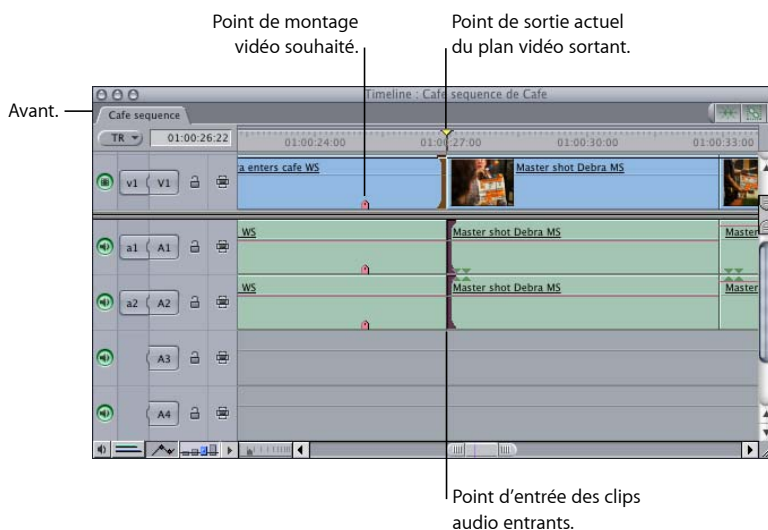 Point de montage
vidéo souhaité.
Point de sortie actuel
du plan vidéo sortant.
Avant.
Timeline : Cafe sequence de Cafe
Cafe sequence
TR
01:00:26:22
01:00:24:00
01:00:27:00
01:00:30:00
01:00:33:00
v1
V1
a enters cafe WS
Master shot Debra MS
a1
A1
WS
Master shot Debra MS
Master
a2
A2
WS
Master shot Debra MS
Master
A3
A4
Point d'entrée des clips
audio entrants.